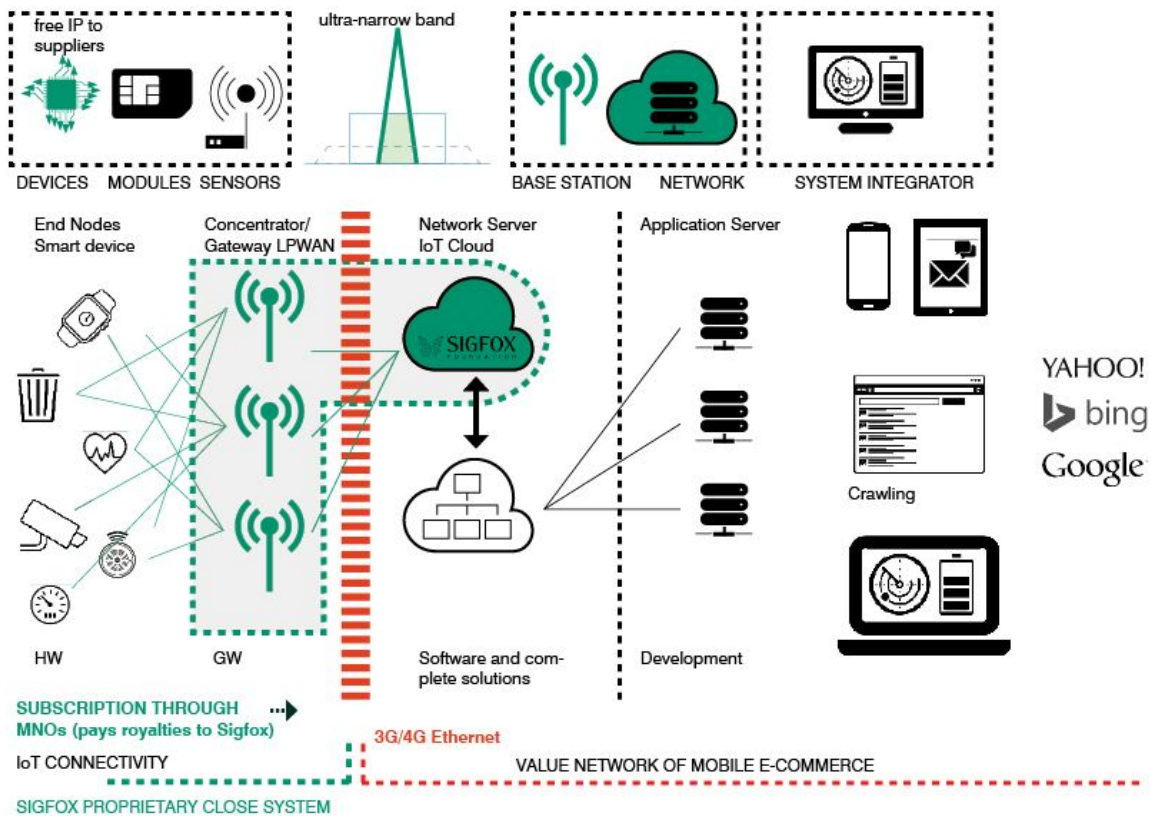 free IP to
suppliers
ultra-narrow band
DEVICES
MODULES
SENSORS
BASE STATION
NETWORK
SYSTEM INTEGRATOR
End Nodes
Smart device
Concentrator/
Gateway LPWAN
Network Server
IoT Cloud
Application Server
SIGFOX
FOUNDATION
YAHOO!
bing
Google
Crawling
HW
GW
Software and com-
plete solutions
Development
SUBSCRIPTION THROUGH
MNOs (pays royalties to Sigfox)
3G/4G Ethernet
IoT CONNECTIVITY
VALUE NETWORK OF MOBILE E-COMMERCE
SIGFOX PROPRIETARY CLOSE SYSTEM